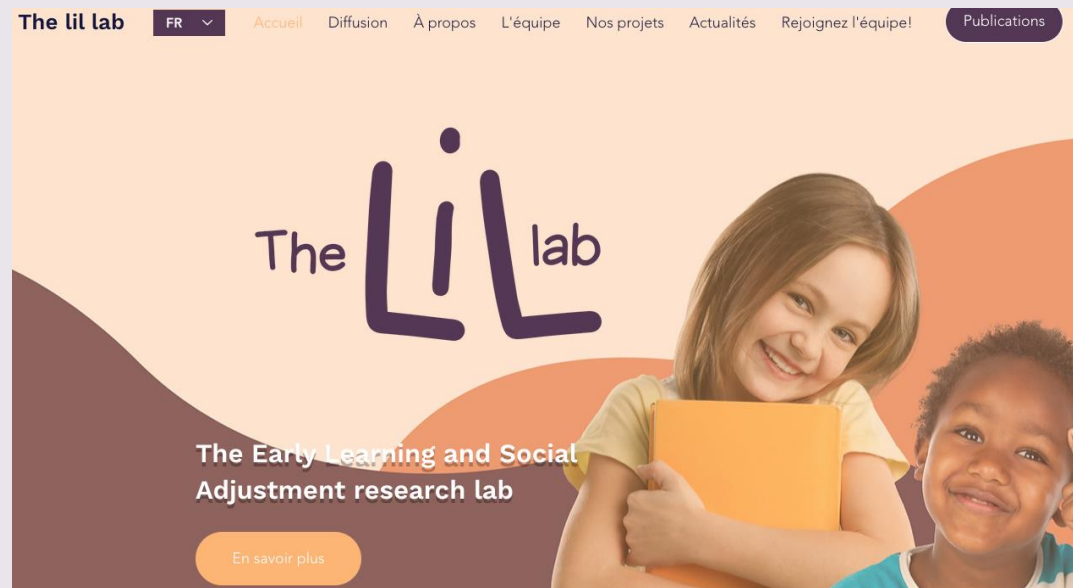 The lil lab FR Accueil Diffusion À propos L'équipe Nos projets Actualités Rejoignez l'équipe! Publications
The LiL lab
The Early Learning and Social
Adjustment research lab
En savoir plus